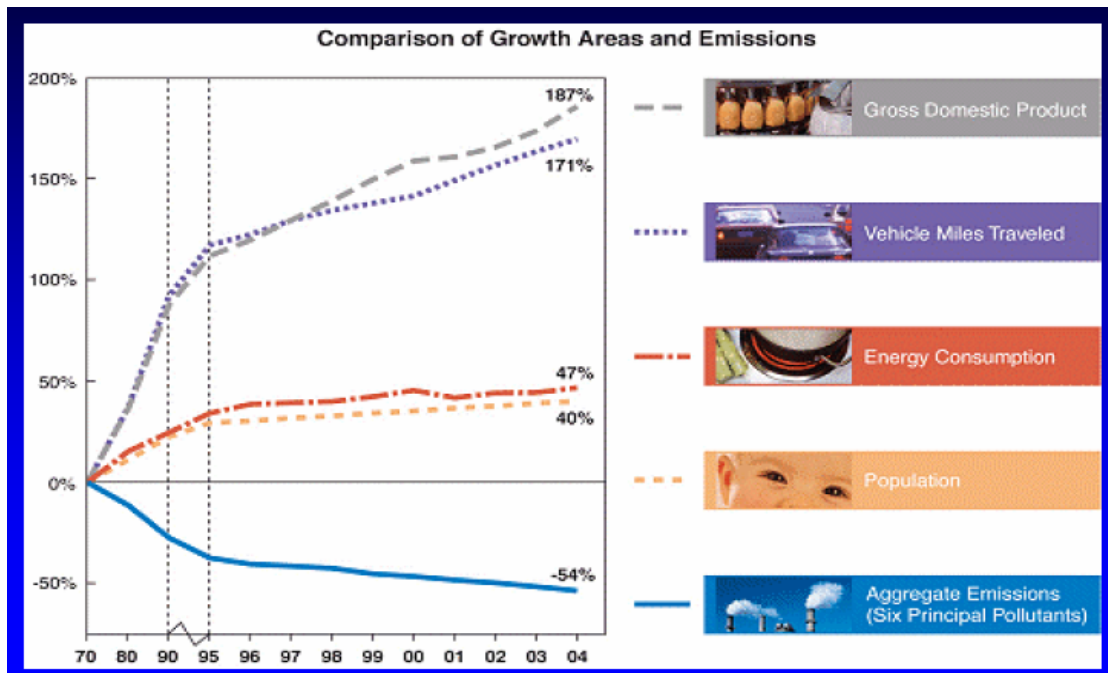 Comparison of Growth Areas and Emissions
200%
150%
100%
50%
0%
-50%
187%
171%
47%
40%
-54%
70 80 90 95 96 97 98 99 00 01 02 03 04
Gross Domestic Product
Vehicle Miles Traveled
Energy Consumption
Population
Aggregate Emissions
(Six Principal Pollutants)